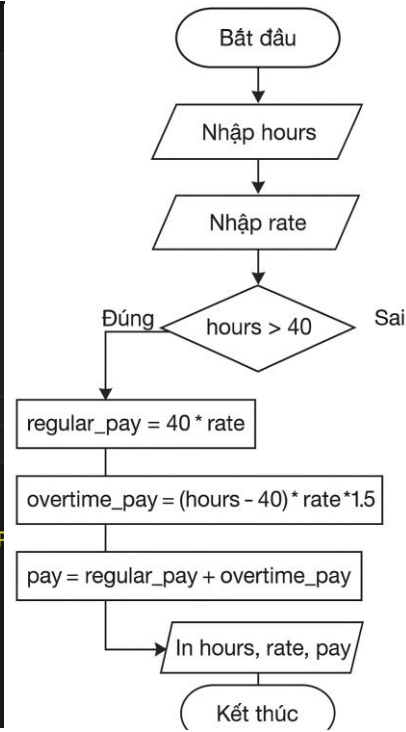 Bắt đâu
Nhập hours
Nhập rate
Đúng
hours > 40
Sai
regular_pay = 40 * rate
overtime_pay = (hours - 40) * rate *1.5
pay = regular_pay + overtime_pay
In hours, rate, pay
Kết thúc